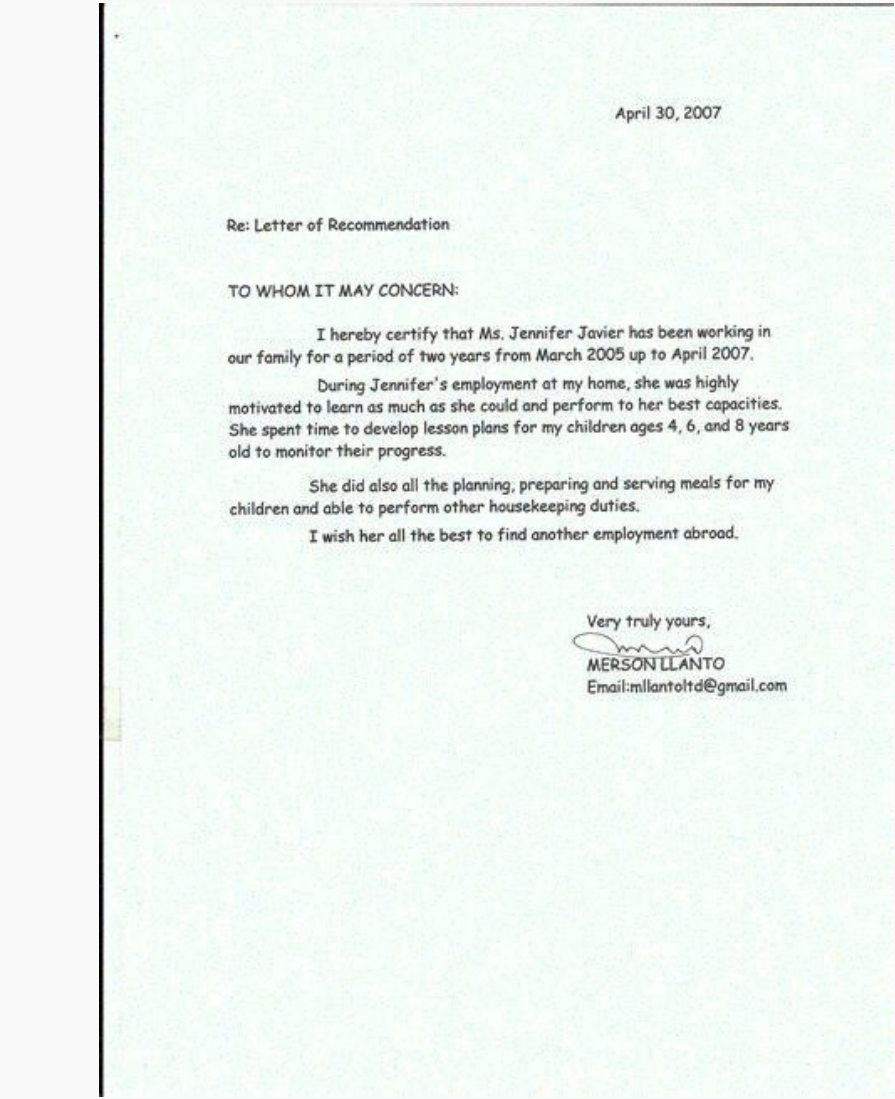 April 30, 2007
Re: Letter of Recommendation
TO WHOM IT MAY CONCERN:
I hereby certify that Ms. Jennifer Javier has been working in
our family for a period of two years from March 2005 up to April 2007.
During Jennifer's employment at my home, she was highly
motivated to learn as much as she could and perform to her best capacities.
She spent time to develop lesson plans for my children ages 4, 6, and 8 years
old to monitor their progress.
She did also all the planning, preparing and serving meals for my
children and able to perform other housekeeping duties.
I wish her all the best to find another employment abroad.
Very truly yours,
MERSON LLANTO
Email:mllantoltd@gmail.com